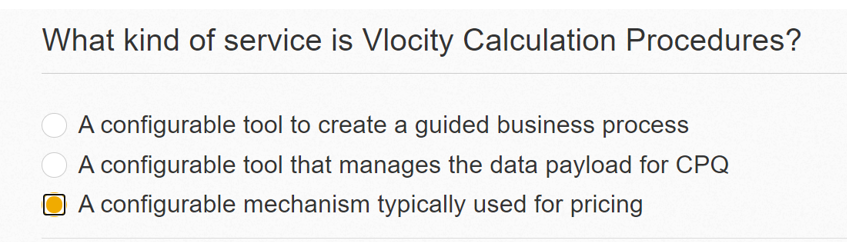 What kind of service is Vlocity Calculation Procedures?
A configurable tool to create a guided business process
A configurable tool that manages the data payload for CPQ
A configurable mechanism typically used for pricing